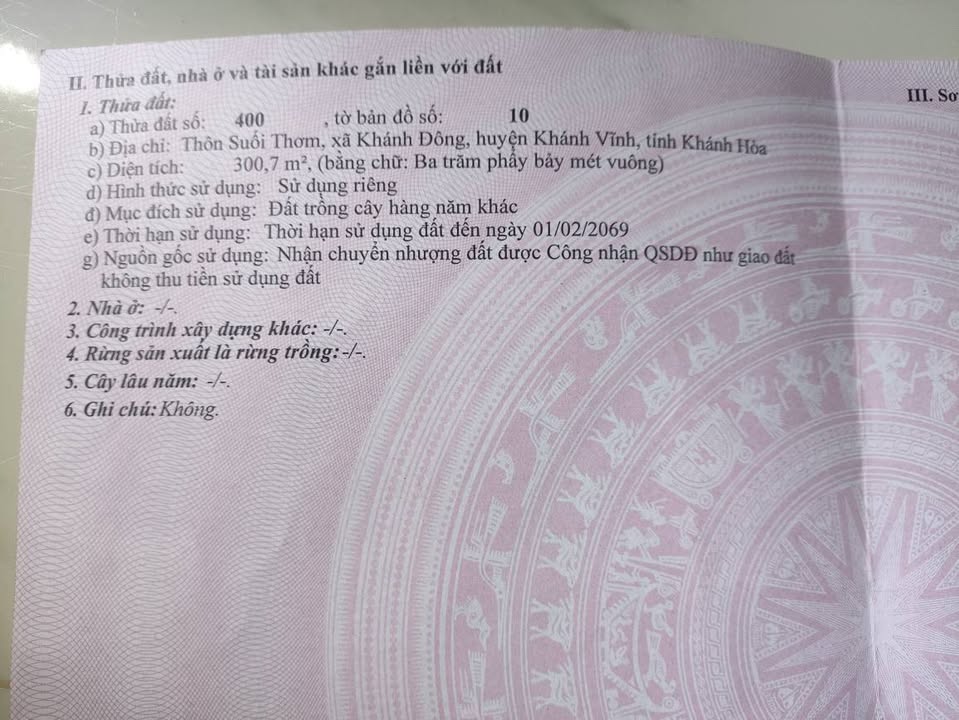 II. Thửa đất, nhà ở và tài sản khác gắn liền với đất
1. Thửa đất:
a) Thửa đất số: 400 , tờ bản đồ số: 10
b) Địa chỉ: Thôn Suối Thơm, xã Khánh Đông, huyện Khánh Vĩnh, tỉnh Khánh Hòa
c) Diện tích: 300,7 m², (bằng chữ: Ba trăm phẩy bảy mét vuông)
d) Hình thức sử dụng: Sử dụng riêng
đ) Mục đích sử dụng: Đất trồng cây hàng năm khác
e) Thời hạn sử dụng: Thời hạn sử dụng đất đến ngày 01/02/2069
g) Nguồn gốc sử dụng: Nhận chuyển nhượng đất được Công nhận QSDĐ như giao đất
không thu tiền sử dụng đất
2. Nhà ở: -/-.
3. Công trình xây dựng khác: -/-.
4. Rừng sản xuất là rừng trồng: -/-.
5. Cây lâu năm: -/-.
6. Ghi chú: Không.
III. Sơ